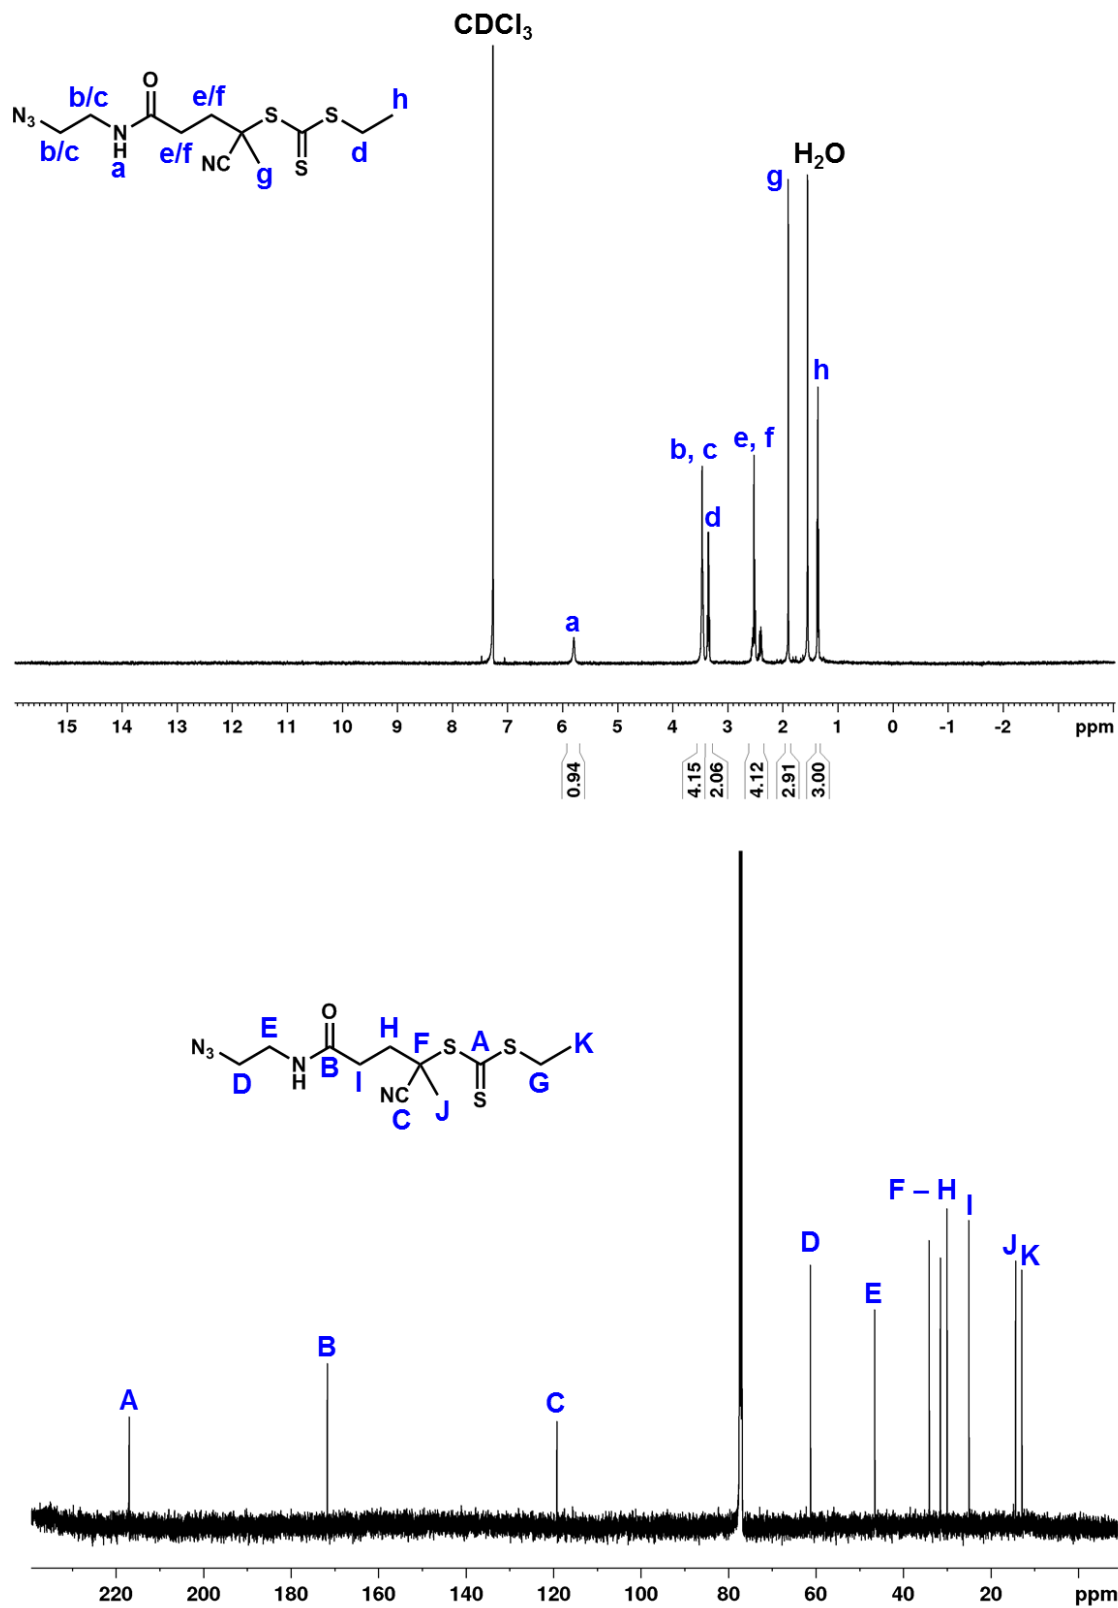 CDCl₃
O
b/c
e/f
S
S
h
N₃
N
b/c
H
a
e/f
NC
g
S
d
H₂O
g
h
e, f
b, c
d
a
15 14 13 12 11 10 9 8 7 6 5 4 3 2 1 0 -1 -2 ppm
0.94 4.15 2.06 4.12 2.91 3.00
O
E
H
F
S
A
S
K
N₃
N
H
D
B
I
NC
C
J
S
G
F – H
I
D
J
K
E
B
A
C
220 200 180 160 140 120 100 80 60 40 20 ppm